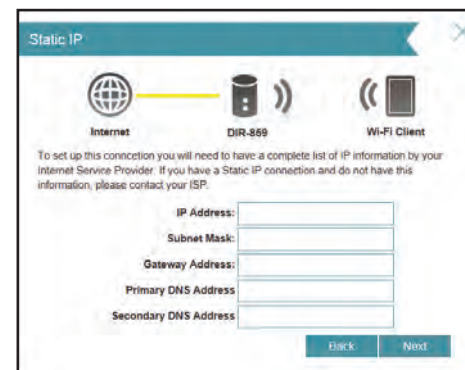 Static IP
Internet
DIR-859
Wi-Fi Client
To set up this conncetion you will need to have a complete list of IP information by your
Internet Service Provider. If you have a Static IP connection and do not have this
information, please contact your ISP.
IP Address:
Subnet Mask:
Gateway Address:
Primary DNS Address
Secondary DNS Address
Back
Next